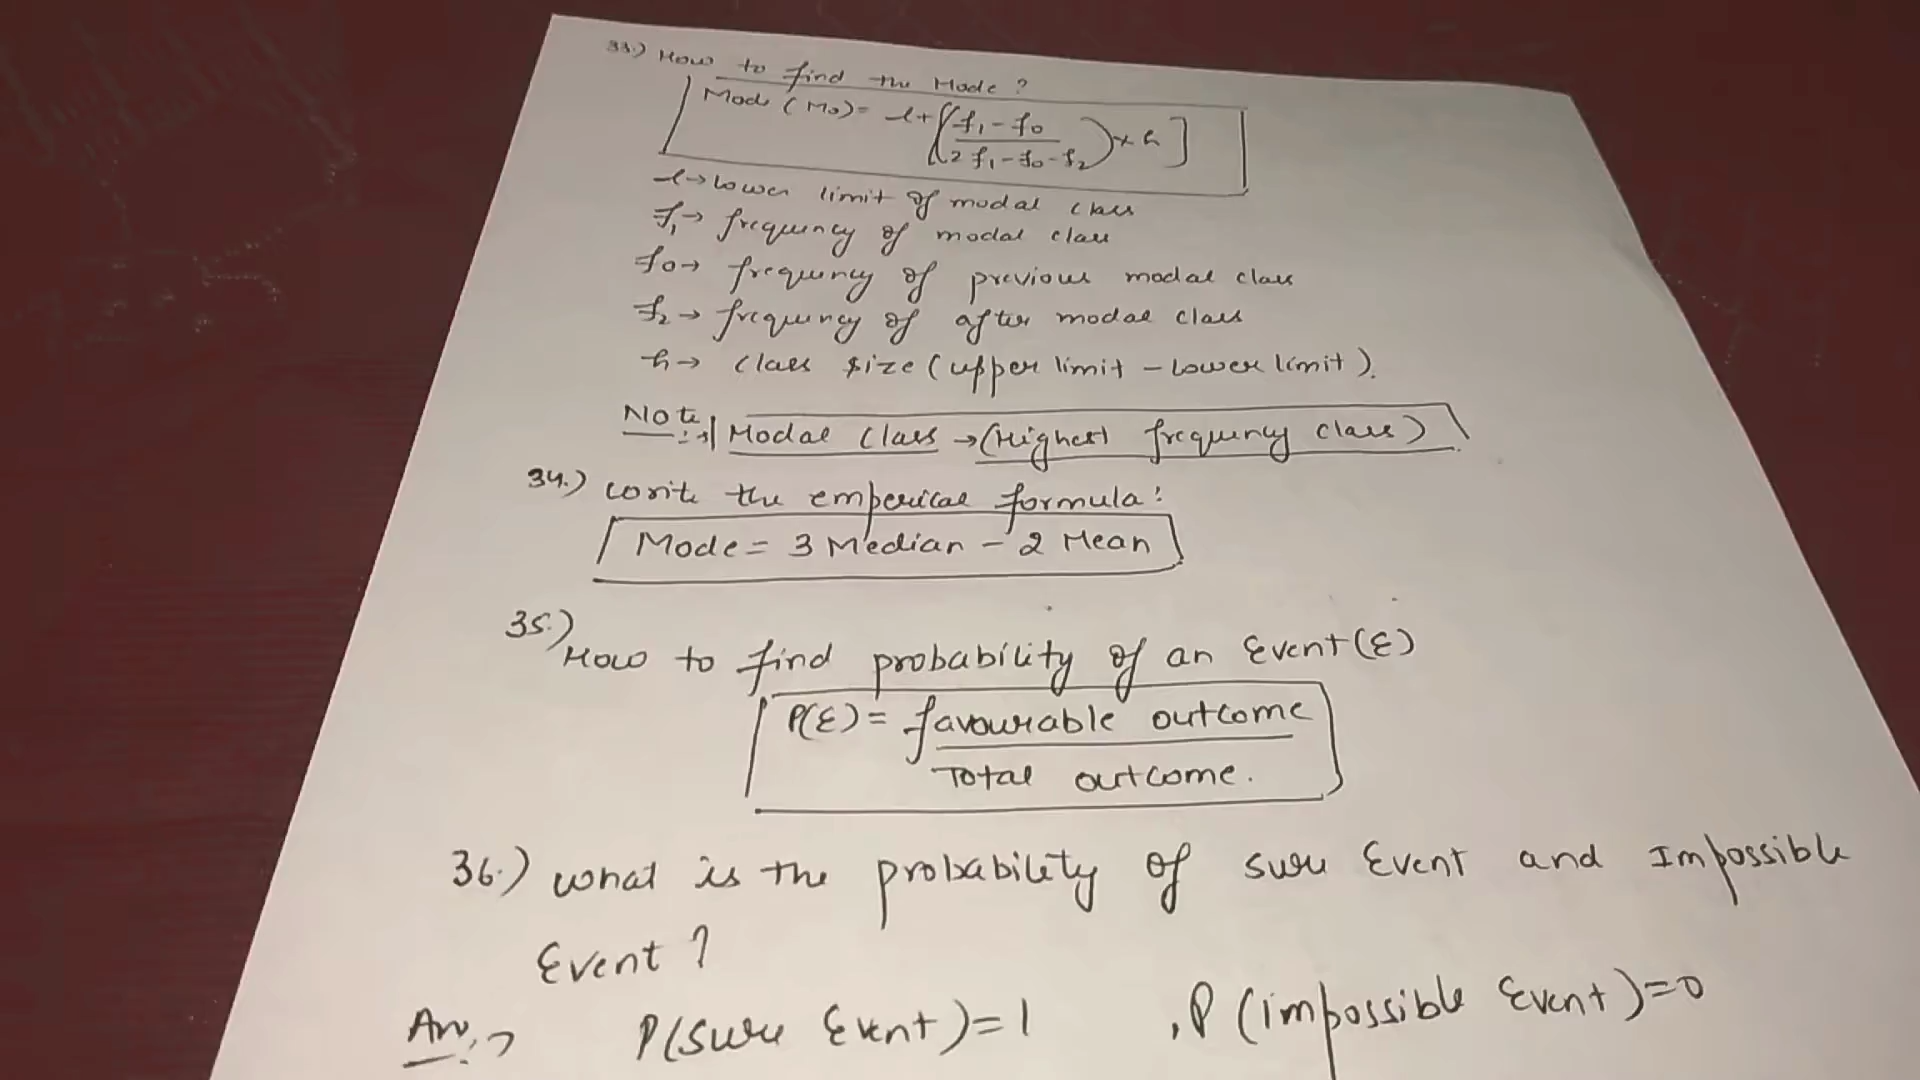 33.) How to find the Mode ?
Mode (Mo) = l + [(f₁ - f₀ / 2f₁ - f₀ - f₂) × h]
l → Lower limit of modal class
f₁ → frequency of modal class
f₀ → frequency of previous modal class
f₂ → frequency of after modal class
h → class size (upper limit - Lower limit).
Note :→ Modal class → (Highest frequency class)
34.) write the emperical formula :
Mode = 3 Median - 2 Mean
35.) How to find probability of an Event (E)
P(E) = favourable outcome
Total outcome.
36.) what is the probability of sure Event and Impossible
Event ?
Ans :→ P(sure Event) = 1 , P(impossible Event) = 0